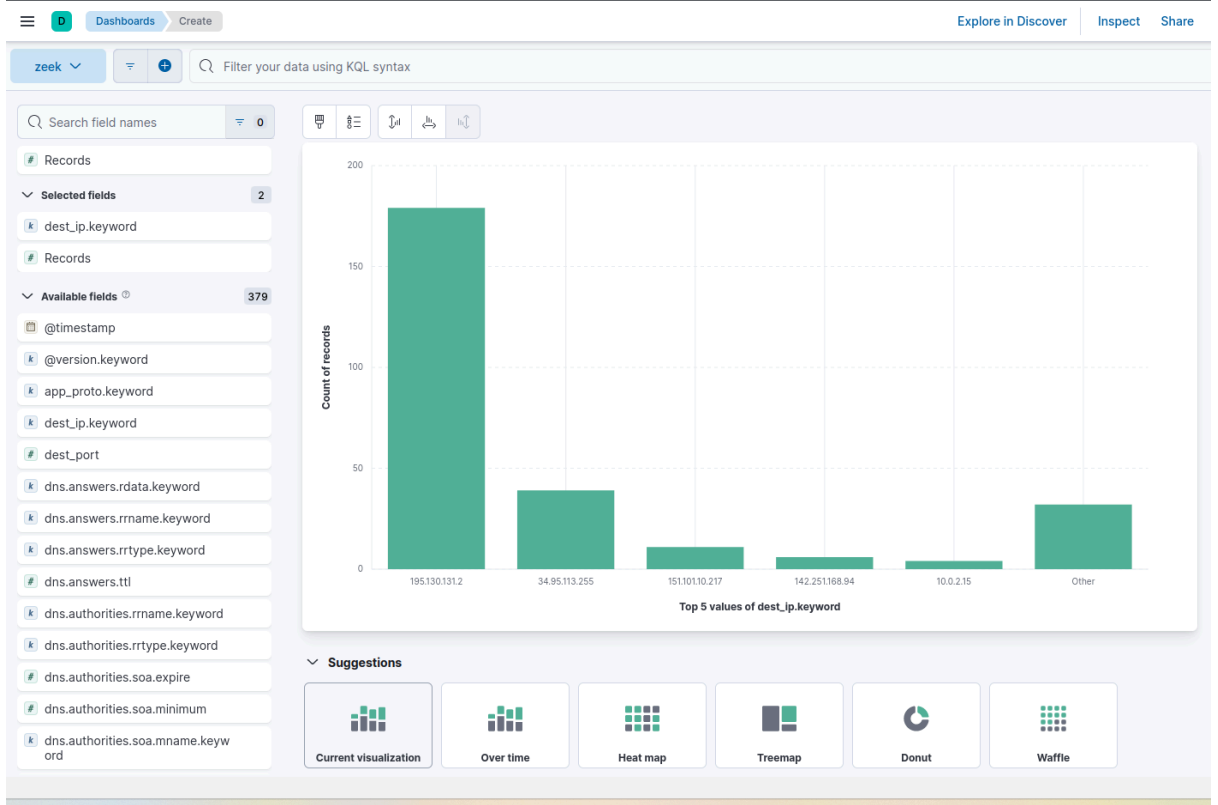 D Dashboards Create Explore in Discover Inspect Share
zeek Filter your data using KQL syntax
Search field names 0
# Records
Selected fields 2
k dest_ip.keyword
# Records
Available fields 379
@timestamp
k @version.keyword
k app_proto.keyword
k dest_ip.keyword
# dest_port
k dns.answers.rdata.keyword
k dns.answers.rrname.keyword
k dns.answers.rrtype.keyword
# dns.answers.ttl
k dns.authorities.rrname.keyword
k dns.authorities.rrtype.keyword
# dns.authorities.soa.expire
# dns.authorities.soa.minimum
k dns.authorities.soa.mname.keyw
ord
Count of records
200
150
100
50
0
195.130.131.2 34.95.113.255 151.101.10.217 142.251.168.94 10.0.2.15 Other
Top 5 values of dest_ip.keyword
Suggestions
Current visualization Over time Heat map Treemap Donut Waffle